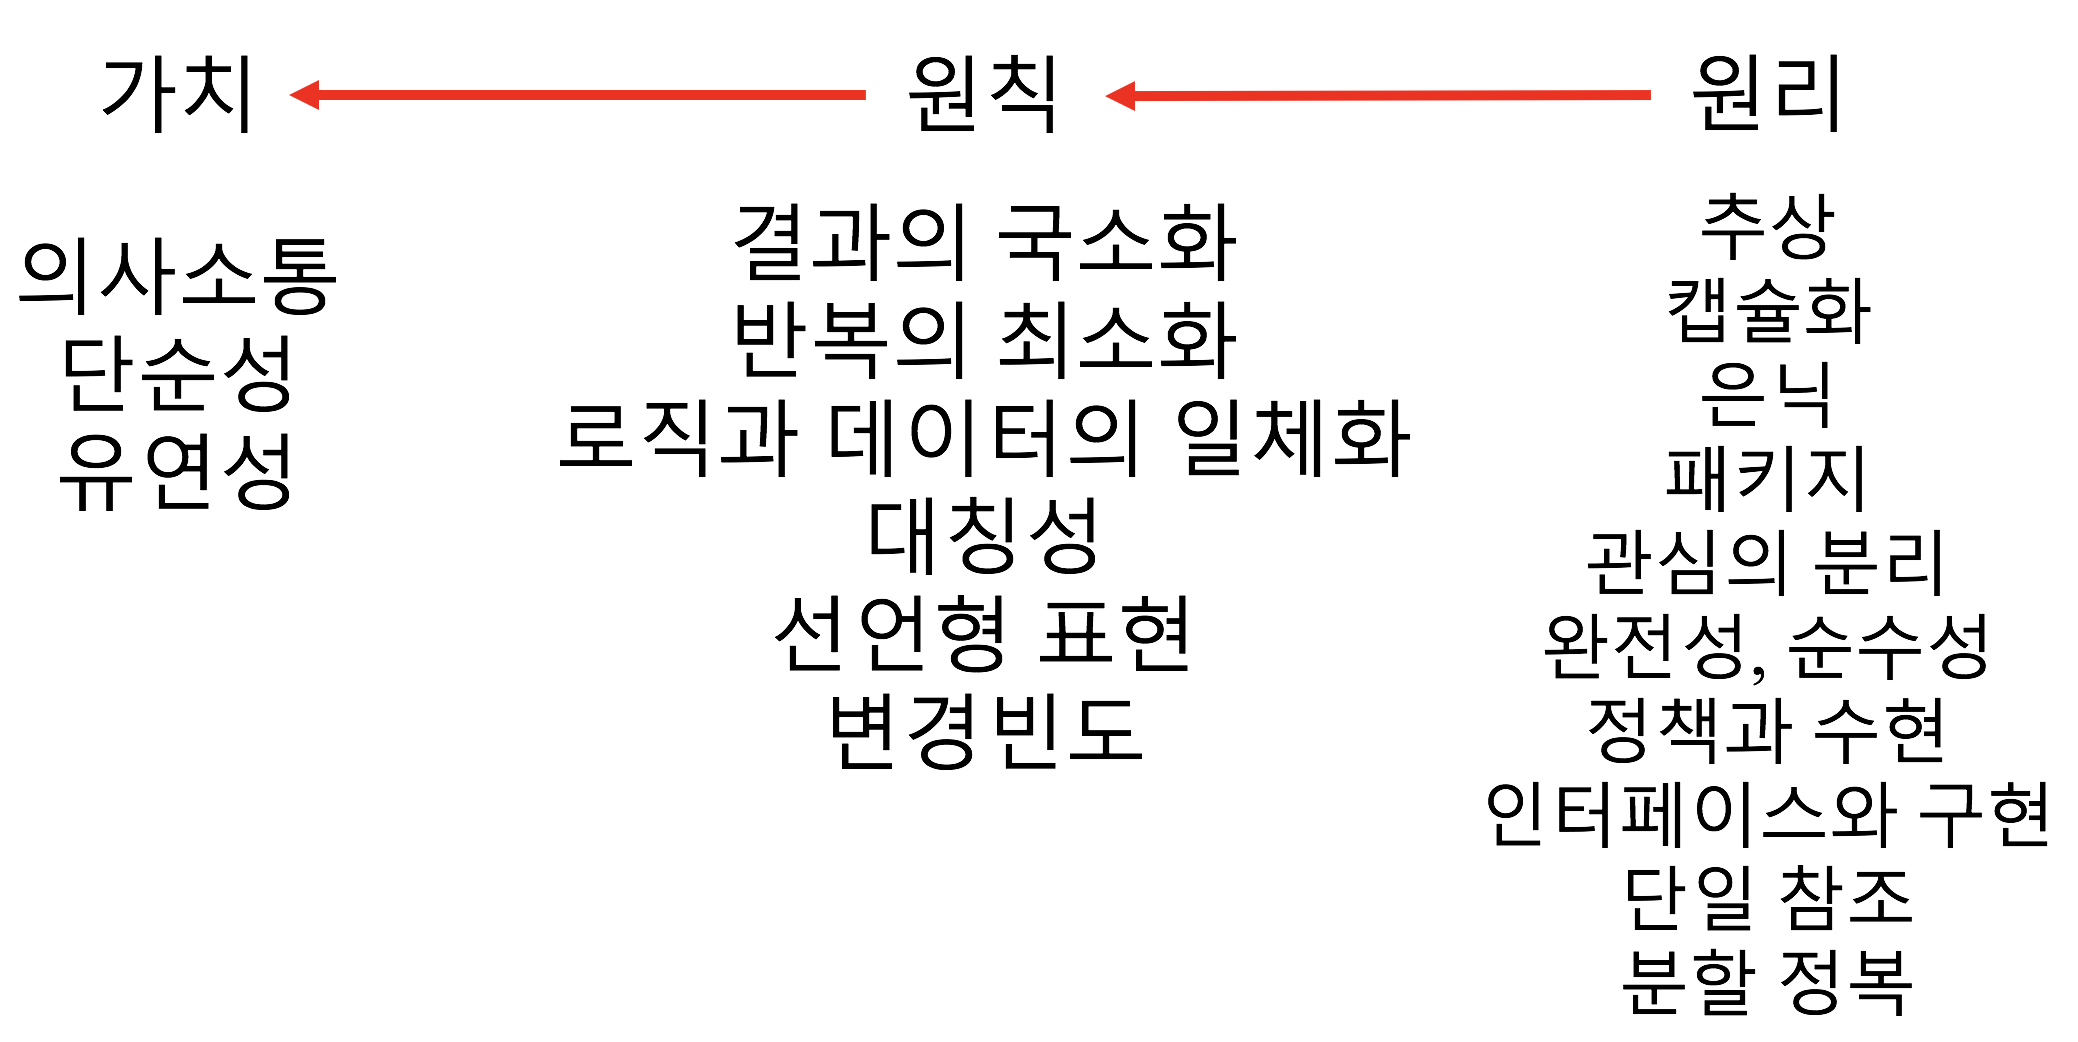 가치
원칙
원리
의사소통
단순성
유연성
결과의 국소화
반복의 최소화
로직과 데이터의 일체화
대칭성
선언형 표현
변경빈도
추상
캡슐화
은닉
패키지
관심의 분리
완전성, 순수성
정책과 수현
인터페이스와 구현
단일 참조
분할 정복